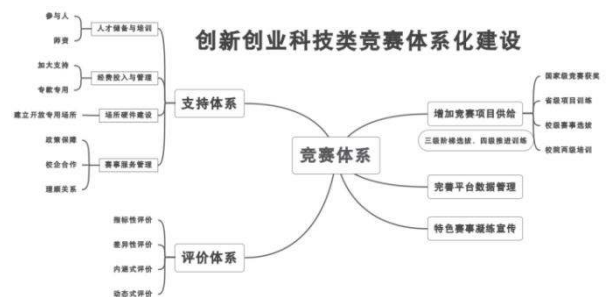 创新创业科技类竞赛体系化建设
竞赛体系
支持体系
人才储备与培训
参与人
师资
经费投入与管理
加大支持
专款专用
场所硬件建设
建立开放专用场所
赛事服务管理
政策保障
校企合作
理顺关系
评价体系
指标性评价
差异性评价
内涵式评价
动态式评价
增加竞赛项目供给
国家级竞赛获奖
省级项目训练
校级赛事选拔
校院两级培训
三级阶梯选拔、四级推进训练
完善平台数据管理
特色赛事凝练宣传